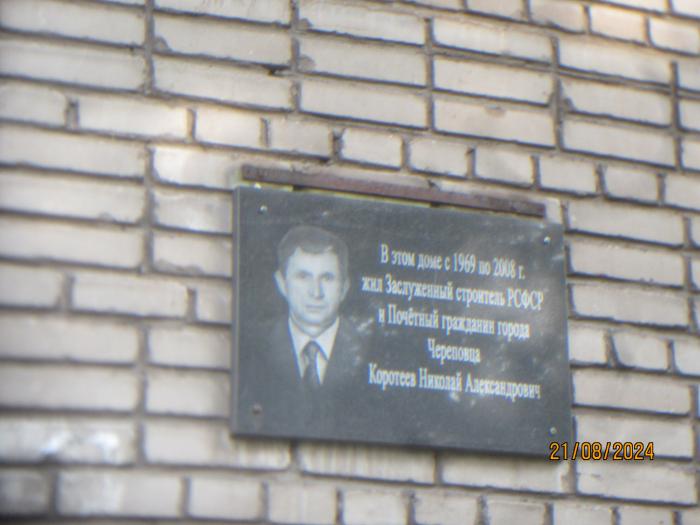 В этом доме с 1969 по 2008 г.
жил Заслуженный строитель РСФСР
и Почётный гражданин города
Череповца
Коротеев Николай Александрович
21/08/2024